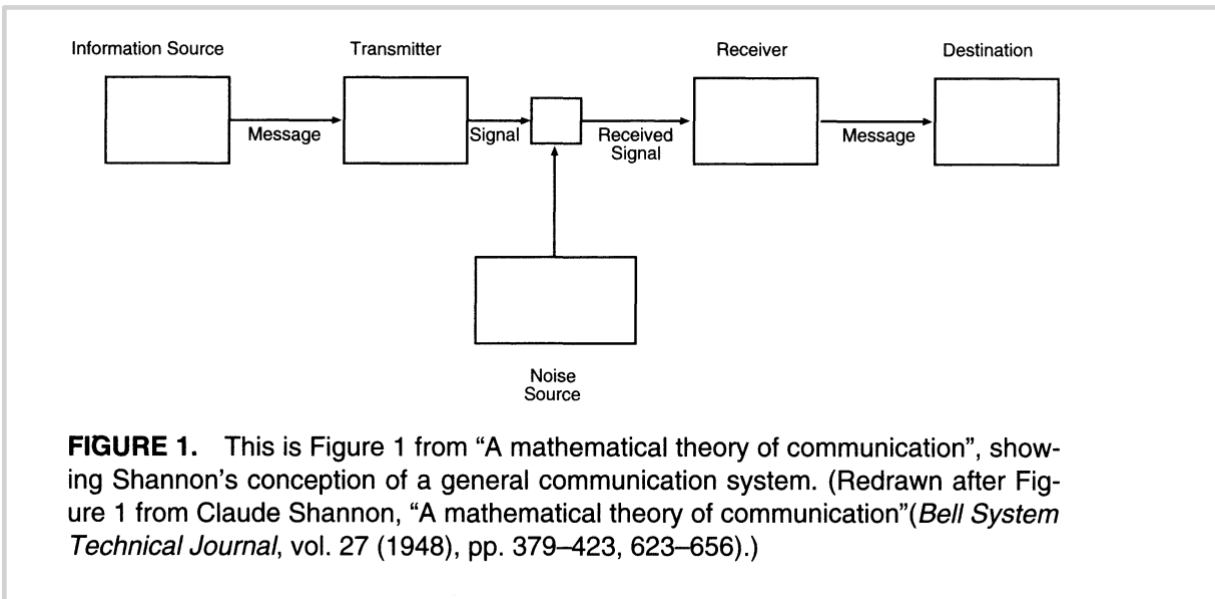 Information Source
Transmitter
Receiver
Destination
Message
Signal
Received
Signal
Message
Noise
Source
FIGURE 1. This is Figure 1 from “A mathematical theory of communication”, show-
ing Shannon’s conception of a general communication system. (Redrawn after Fig-
ure 1 from Claude Shannon, “A mathematical theory of communication”(Bell System
Technical Journal, vol. 27 (1948), pp. 379–423, 623–656).)